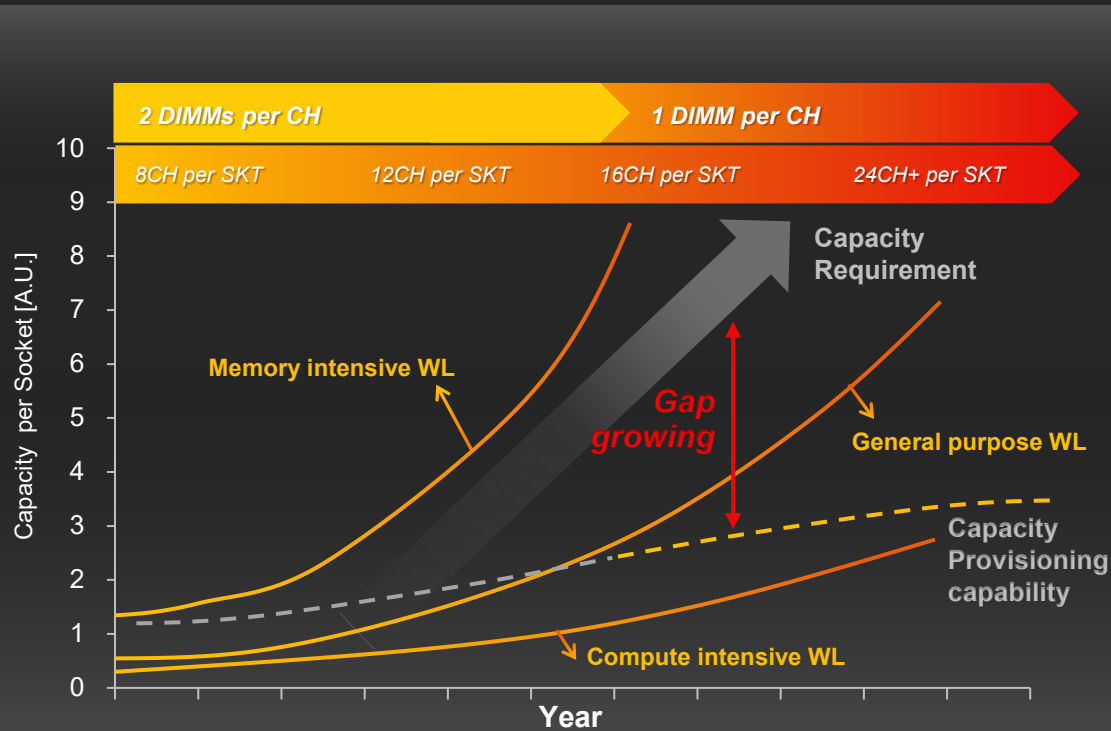 2 DIMMs per CH
1 DIMM per CH
8CH per SKT
12CH per SKT
16CH per SKT
24CH+ per SKT
Capacity per Socket [A.U.]
10
9
8
7
6
5
4
3
2
1
0
Capacity
Requirement
Memory intensive WL
Gap
growing
General purpose WL
Capacity
Provisioning
capability
Compute intensive WL
Year